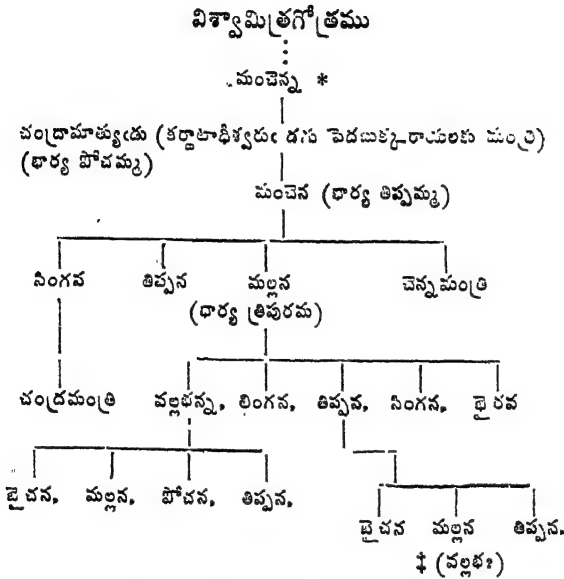 విశ్వామిత్రగోత్రము
మంచెన్న *
చంద్రామాత్యుఁడు (కర్ణాటాధీశ్వరుఁ డగు పెదబుక్కరాయలకు మంత్రి)
(భార్య పోచమ్మ)
మంచెన (భార్య తిప్పమ్మ)
సింగన తిప్పన మల్లన చెన్నమంత్రి
(భార్య త్రిపురమ)
చంద్రమంత్రి వల్లభన్న, లింగన, తిప్పన, సింగన, భైరవ
బైచన, మల్లన, పోచన, తిప్పన,
బైచన మల్లన తిప్పన,
‡ (వల్లభః)